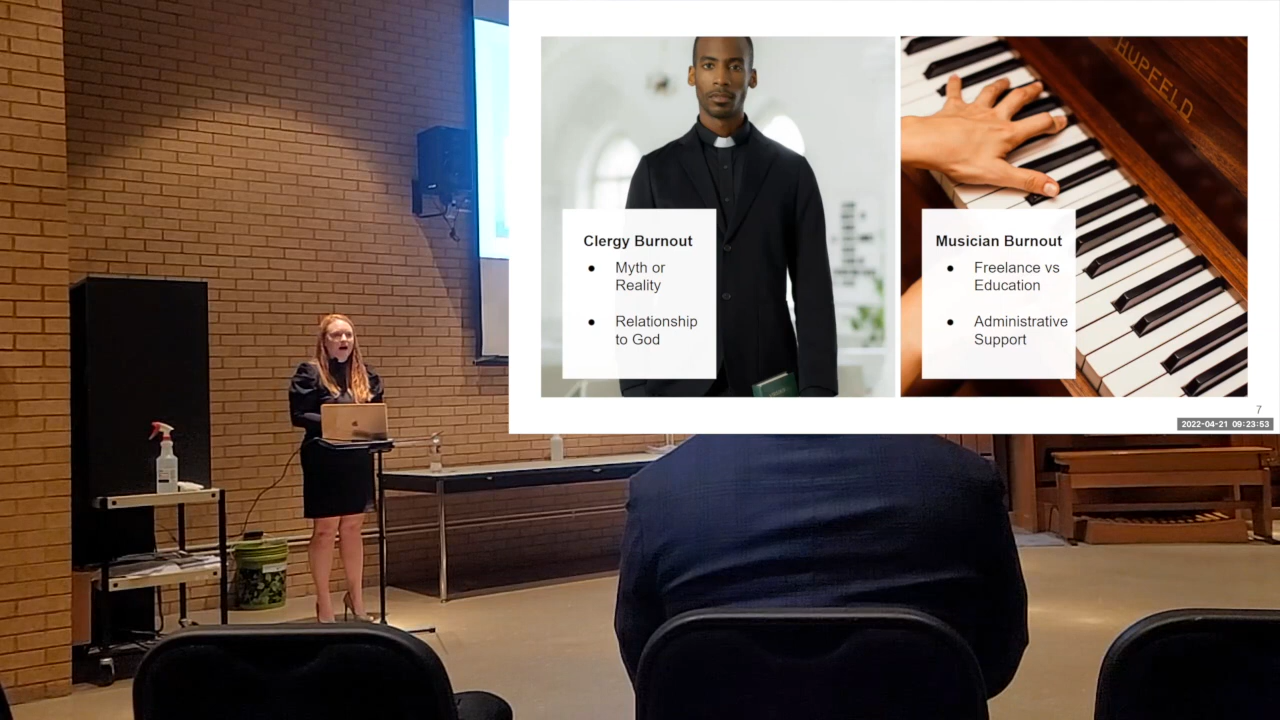 Clergy Burnout
● Myth or
Reality
● Relationship
to God
HUPFELD
Musician Burnout
● Freelance vs
Education
● Administrative
Support
7
2022-04-21 09:23:53